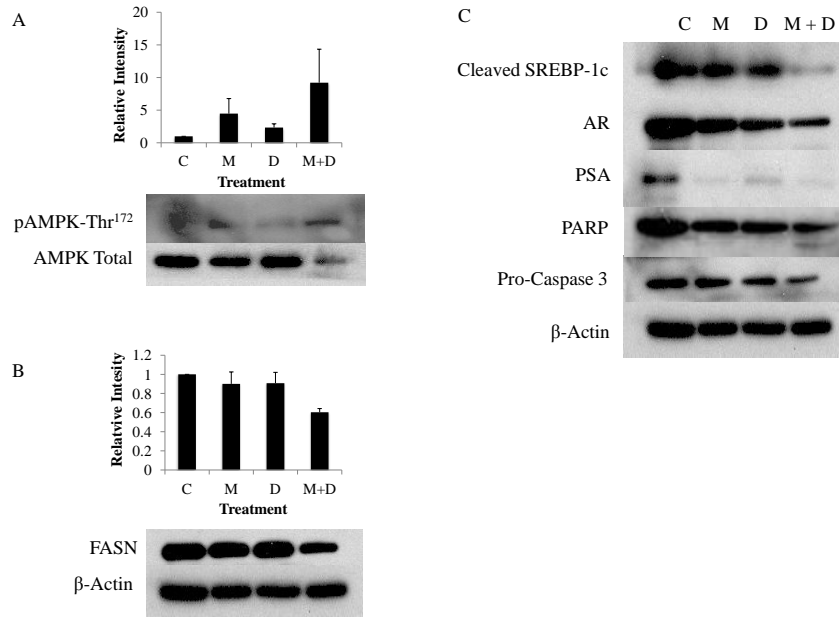 A
Relative Intensity
20
15
10
5
0
C M D M+D
Treatment
pAMPK-Thr¹⁷²
AMPK Total
B
Relatvive Intesity
1.2
1
0.8
0.6
0.4
0.2
0
C M D M+D
Treatment
FASN
β-Actin
C
C M D M + D
Cleaved SREBP-1c
AR
PSA
PARP
Pro-Caspase 3
β-Actin